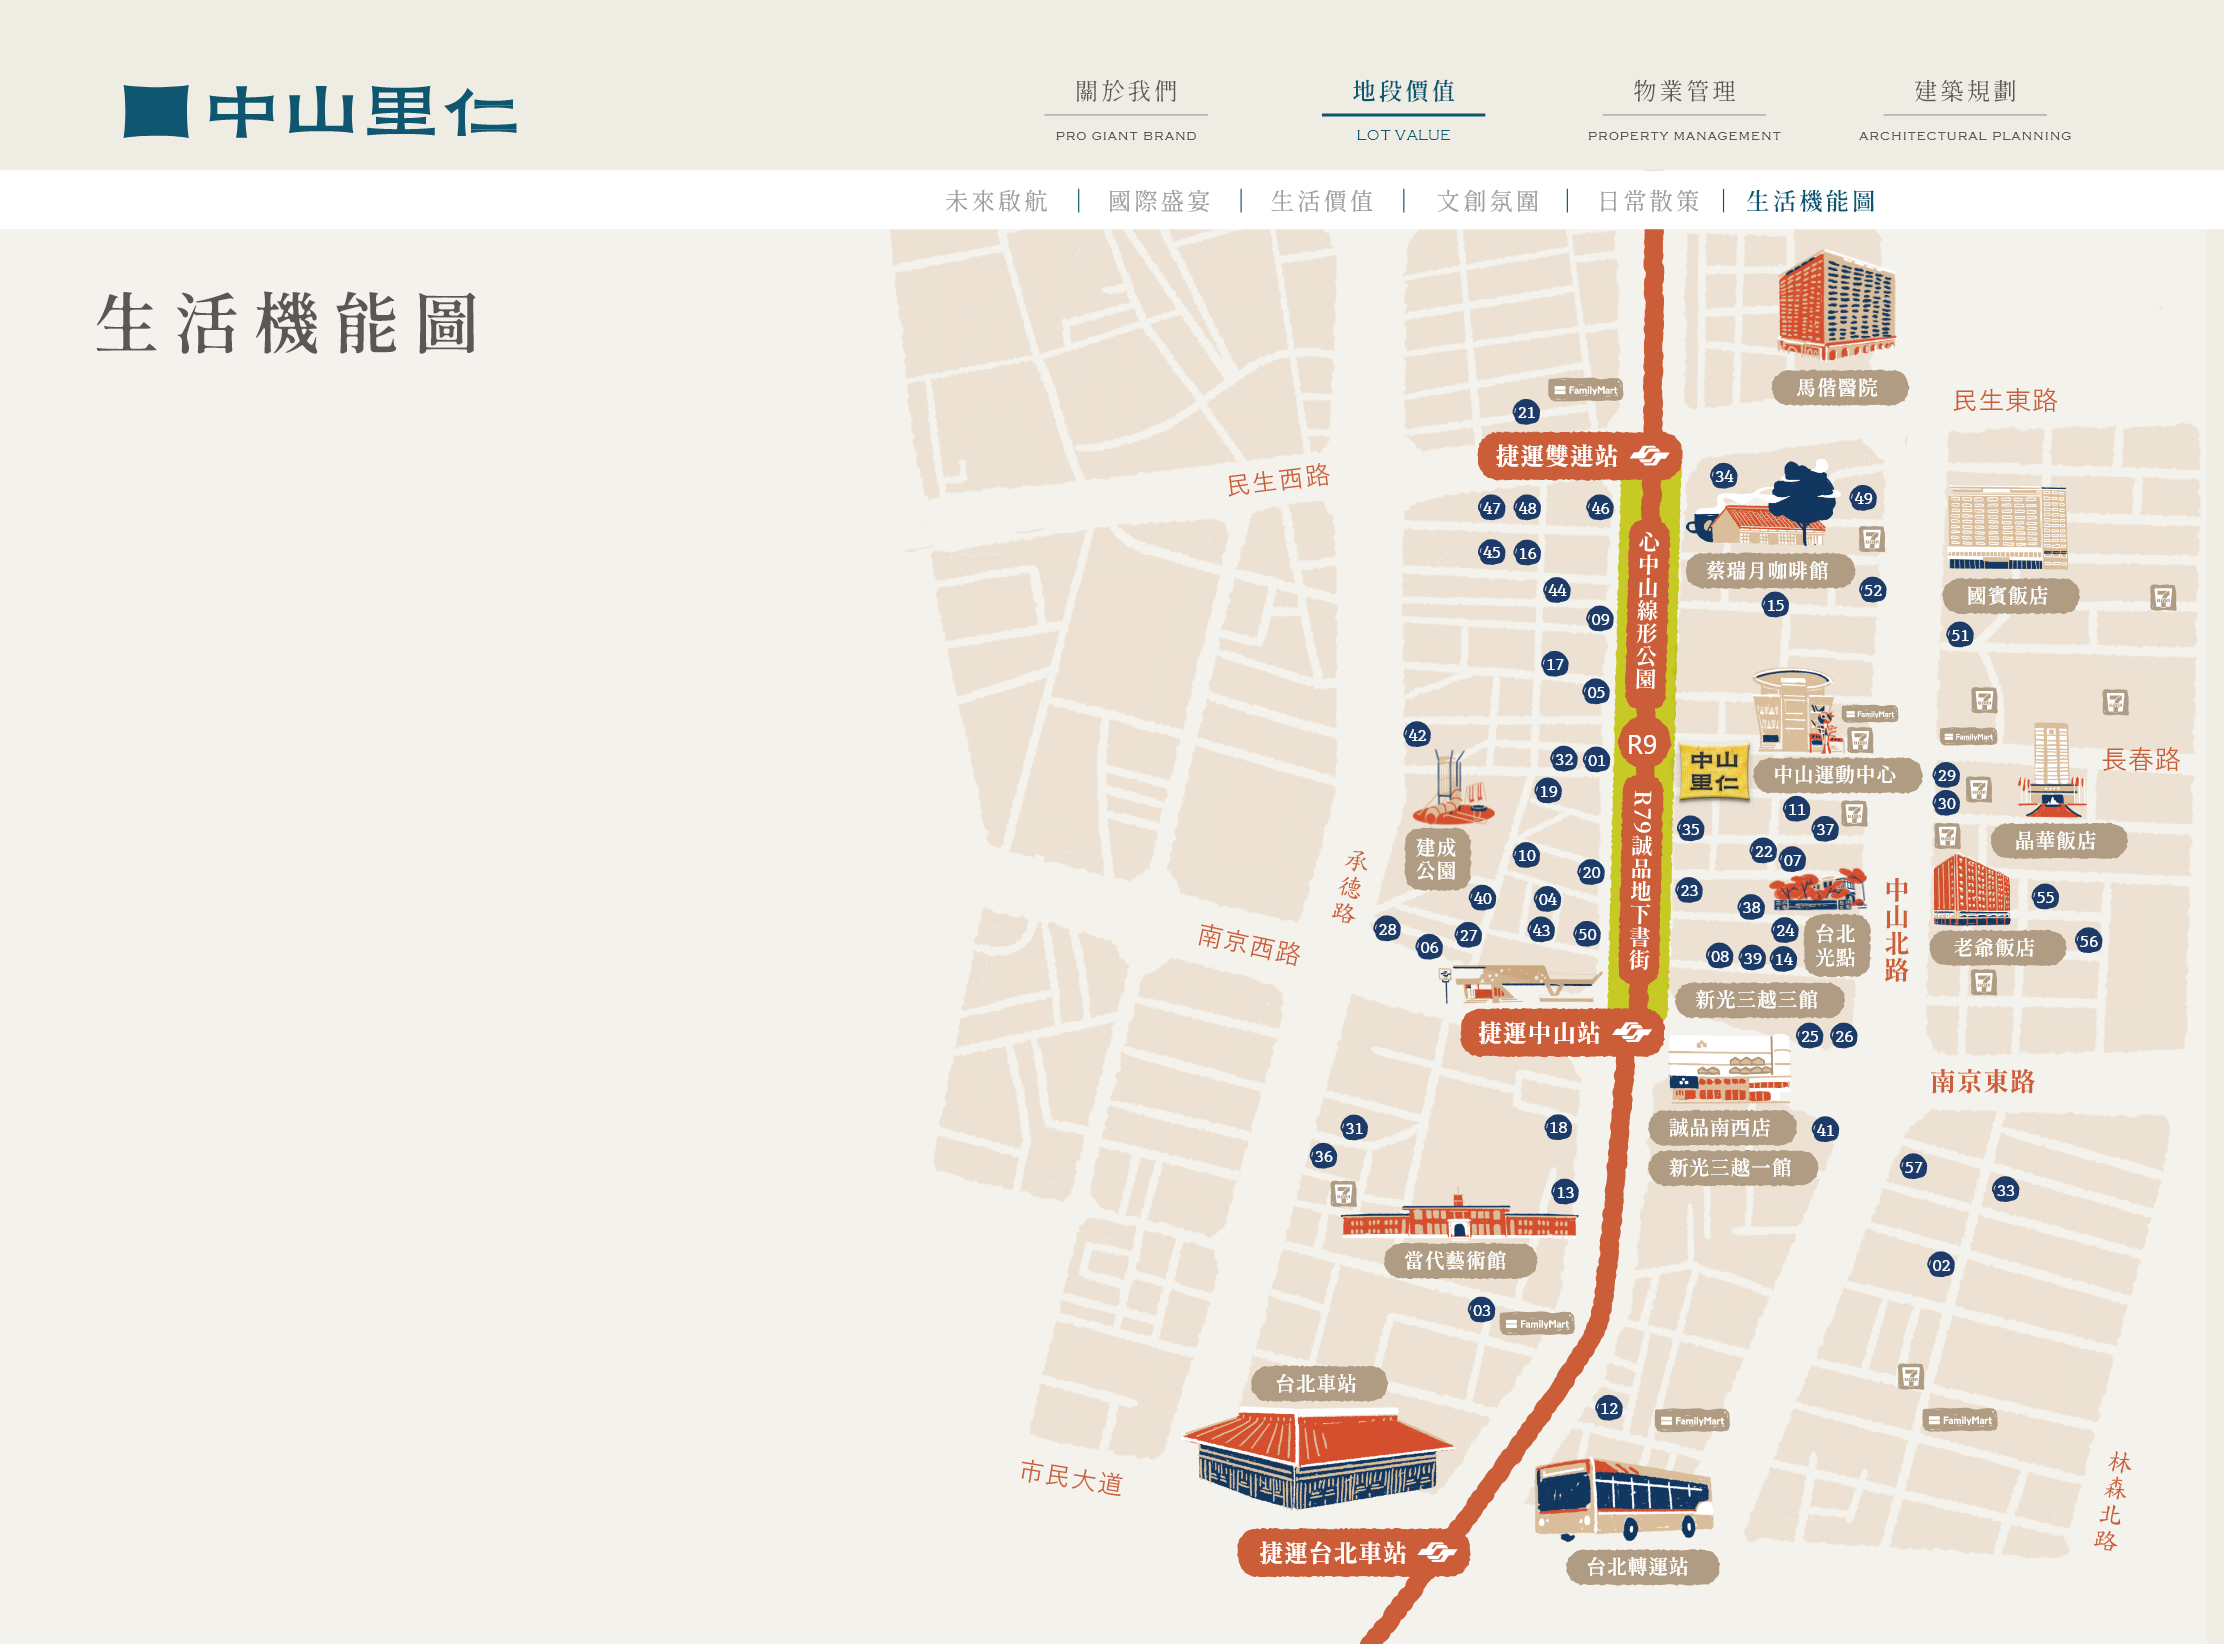 中山里仁
關於我們
PRO GIANT BRAND
地段價值
LOT VALUE
物業管理
PROPERTY MANAGEMENT
建築規劃
ARCHITECTURAL PLANNING
未來啟航
國際盛宴
生活價值
文創氛圍
日常散策
生活機能圖
生活機能圖
馬偕醫院
FamilyMart
民生東路
21
捷運雙連站
民生西路
34
49
47
48
46
7
45
16
心中山線形公園
蔡瑞月咖啡館
44
52
國賓飯店
7
15
09
51
17
05
7
7
FamilyMart
42
R9
7
FamilyMart
32
01
中山
里仁
中山運動中心
長春路
29
19
7
30
11
7
R79誠品地下書街
35
37
7
晶華飯店
建成
公園
承德路
10
22
07
20
23
中山北路
40
04
38
55
28
06
27
43
50
24
台北
光點
老爺飯店
56
南京西路
08
39
14
7
新光三越三館
捷運中山站
25
26
南京東路
31
18
誠品南西店
41
36
新光三越一館
57
7
13
33
當代藝術館
02
03
FamilyMart
台北車站
7
12
FamilyMart
FamilyMart
市民大道
林森北路
捷運台北車站
台北轉運站